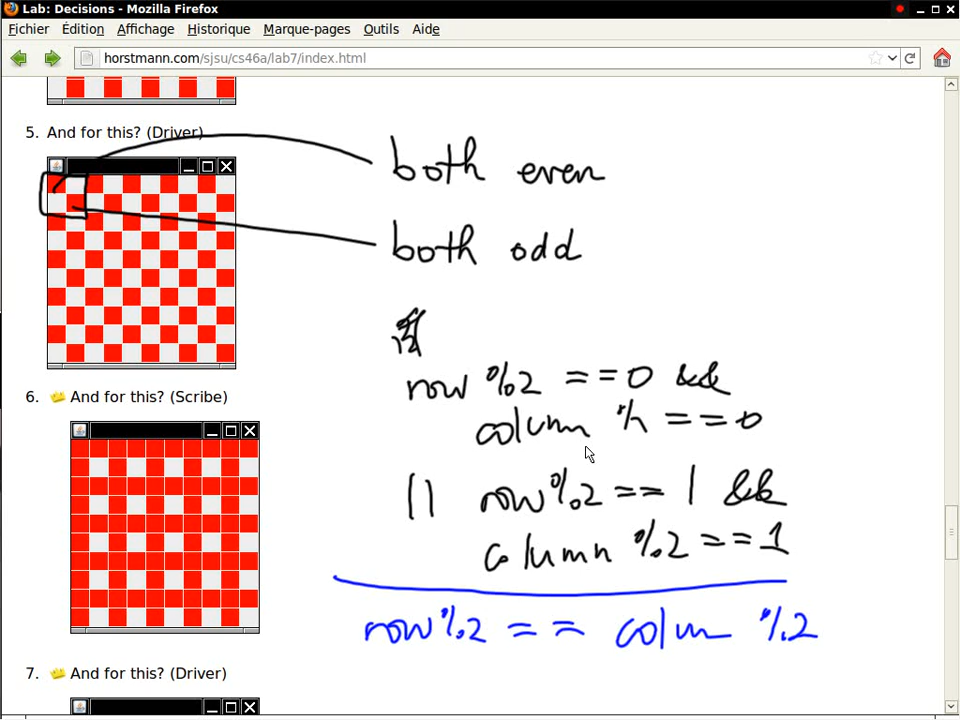 Lab: Decisions - Mozilla Firefox
Fichier Édition Affichage Historique Marque-pages Outils Aide
horstmann.com/sjsu/cs46a/lab7/index.html
5. And for this? (Driver)
both even
both odd
if
row %2 == 0 &&
column % == 0
|| row%2 == 1 &&
column %2 == 1
row%2 == colum %2
6. And for this? (Scribe)
7. And for this? (Driver)